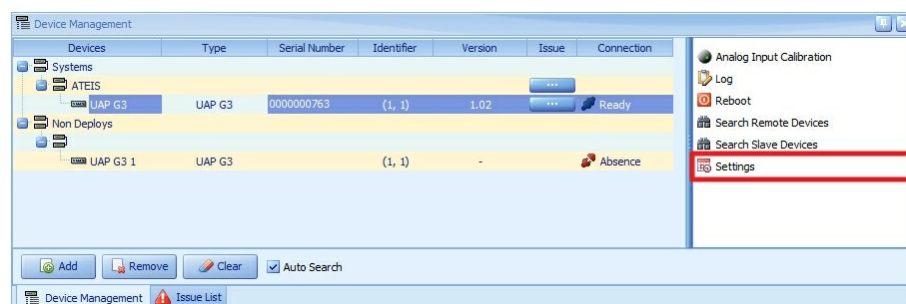 Device Management
Devices Type Serial Number Identifier Version Issue Connection
Systems
ATEIS ...
UAP G3 UAP G3 0000000763 (1, 1) 1.02 ... Ready
Non Deploys
UAP G3 1 UAP G3 (1, 1) - Absence
Analog Input Calibration
Log
Reboot
Search Remote Devices
Search Slave Devices
Settings
Add Remove Clear Auto Search
Device Management Issue List